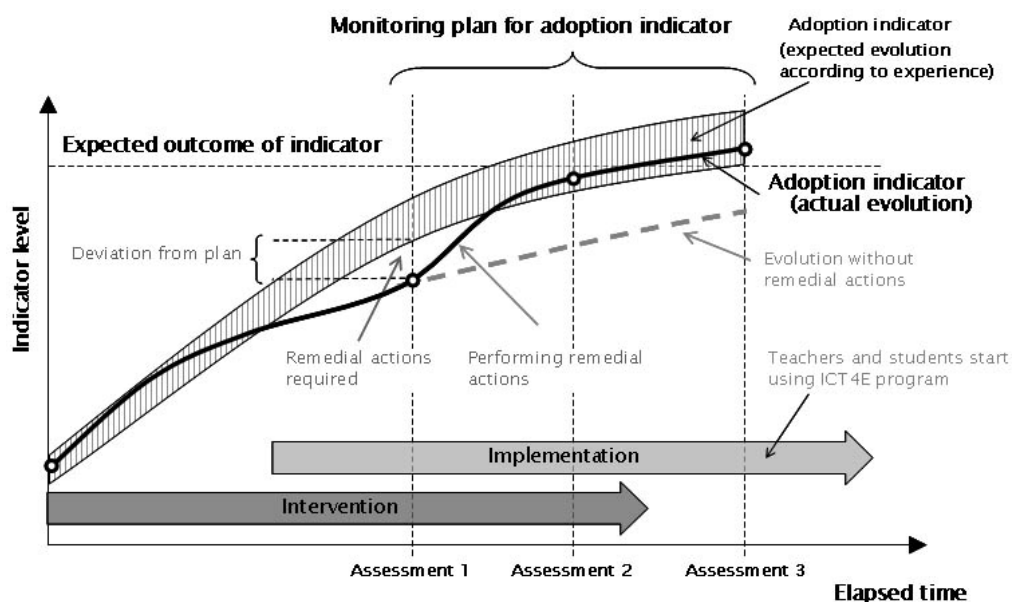 Monitoring plan for adoption indicator
Adoption indicator
(expected evolution
according to experience)
Expected outcome of indicator
Adoption indicator
(actual evolution)
Deviation from plan
Evolution without
remedial actions
Indicator level
Remedial actions
required
Performing remedial
actions
Teachers and students start
using ICT4E program
Implementation
Intervention
Assessment 1
Assessment 2
Assessment 3
Elapsed time